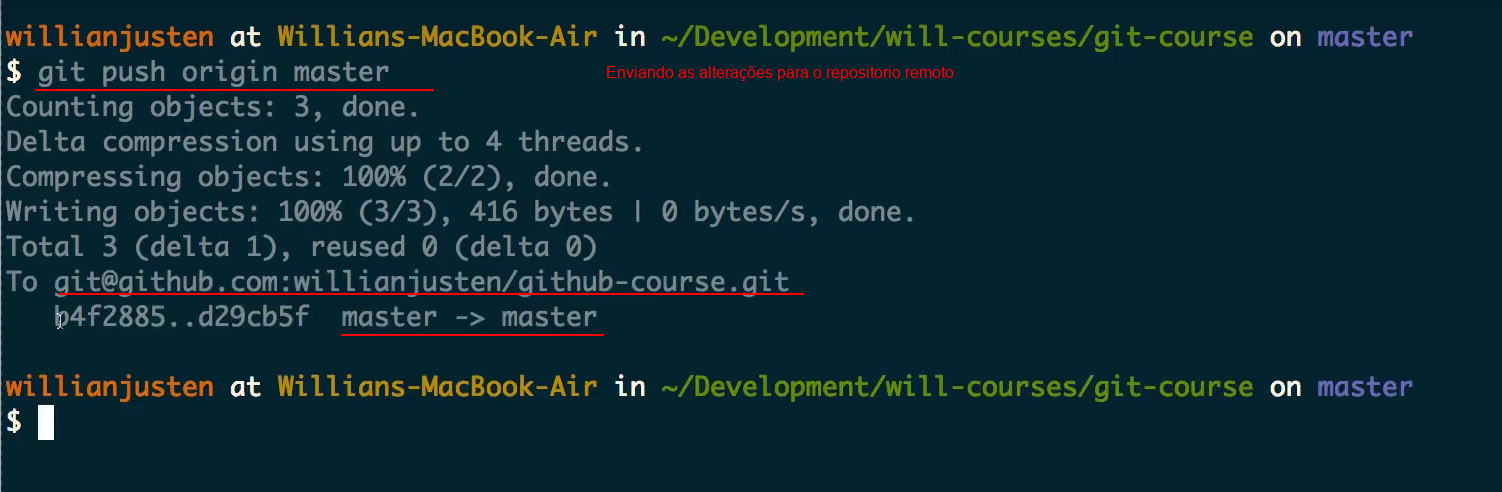 willianjusten at Willians-MacBook-Air in ~/Development/will-courses/git-course on master
$ git push origin master
Enviando as alterações para o repositorio remoto
Counting objects: 3, done.
Delta compression using up to 4 threads.
Compressing objects: 100% (2/2), done.
Writing objects: 100% (3/3), 416 bytes | 0 bytes/s, done.
Total 3 (delta 1), reused 0 (delta 0)
To git@github.com:willianjusten/github-course.git
b4f2885..d29cb5f master -> master
willianjusten at Willians-MacBook-Air in ~/Development/will-courses/git-course on master
$